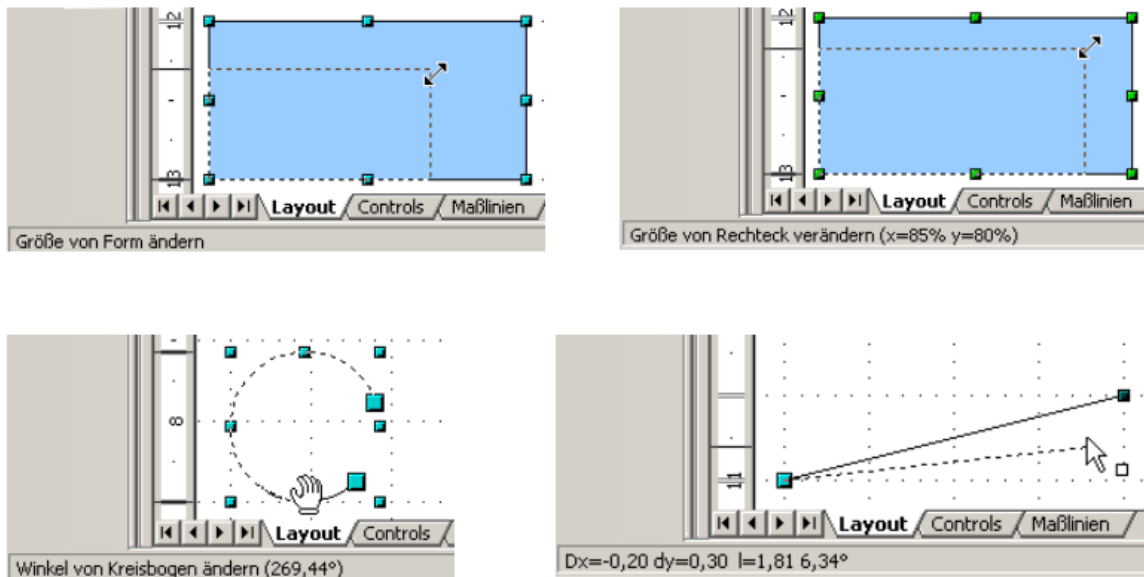 12
13
Layout Controls Maßlinien
Größe von Form ändern
12
13
Layout Controls Maßlinien
Größe von Rechteck verändern (x=85% y=80%)
8
Layout Controls
Winkel von Kreisbogen ändern (269,44°)
11
Layout Controls Maßlinien
Dx=-0,20 dy=0,30 l=1,81 6,34°